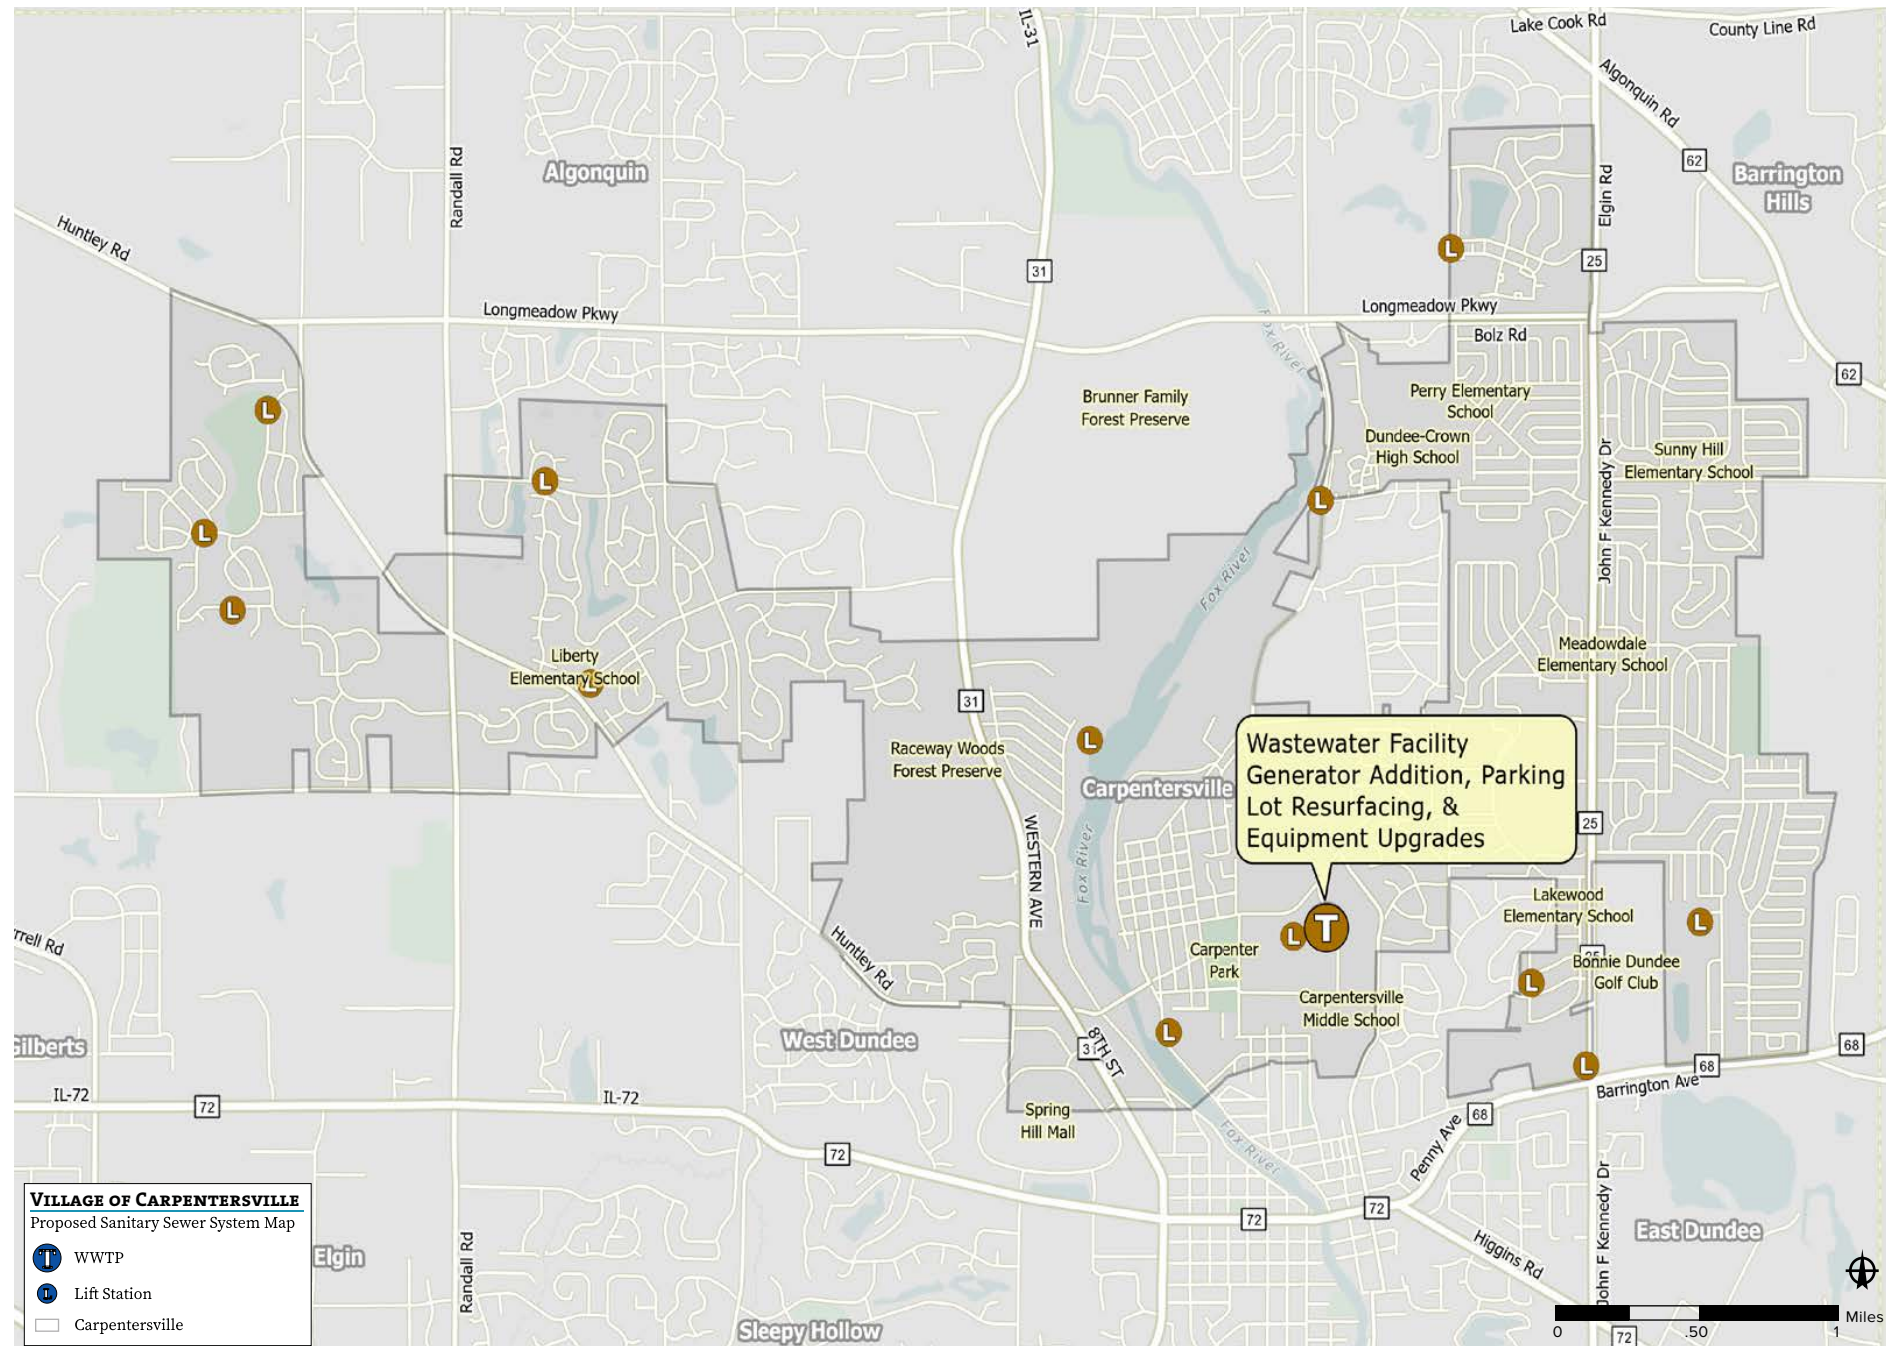 IL-31
Lake Cook Rd
County Line Rd
Algonquin Rd
Randall Rd
62
Algonquin
Barrington
Hills
Elgin Rd
Huntley Rd
L
25
31
Longmeadow Pkwy
Longmeadow Pkwy
Fox River
Bolz Rd
62
Brunner Family
Forest Preserve
Perry Elementary
School
L
Dundee-Crown
High School
Sunny Hill
Elementary School
John F Kennedy Dr
L
L
L
Fox River
L
Liberty
Elementary School
L
Meadowdale
Elementary School
31
Raceway Woods
Forest Preserve
L
Carpentersville
Wastewater Facility
Generator Addition, Parking
Lot Resurfacing, &
Equipment Upgrades
25
WESTERN AVE
Fox River
Lakewood
Elementary School
L
T
L
Carpenter
Park
Huntley Rd
Bonnie Dundee
Golf Club
L
Carpentersville
Middle School
L
8TH ST
West Dundee
68
L
68
Barrington Ave
IL-72
72
IL-72
Spring
Hill Mall
68
Fox River
Penny Ave
72
72
72
John F Kennedy Dr
East Dundee
Higgins Rd
Randall Rd
Elgin
Sleepy Hollow
72
VILLAGE OF CARPENTERSVILLE
Proposed Sanitary Sewer System Map
T WWTP
L Lift Station
Carpentersville
Miles
0 .50 1